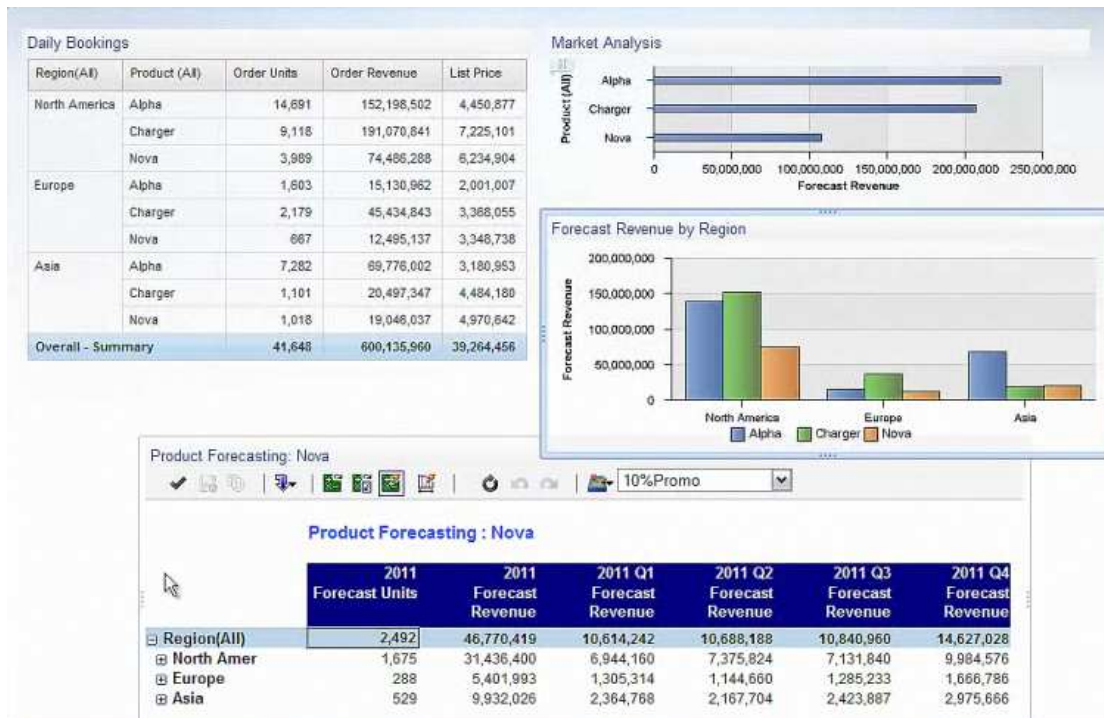 Daily Bookings
Region(All) Product (All) Order Units Order Revenue List Price
North America Alpha 14,691 152,198,502 4,450,877
Charger 9,118 191,070,841 7,225,101
Nova 3,989 74,486,288 6,234,904
Europe Alpha 1,603 15,130,962 2,001,007
Charger 2,179 45,434,843 3,368,055
Nova 667 12,495,137 3,348,738
Asia Alpha 7,282 69,776,002 3,180,953
Charger 1,101 20,497,347 4,484,180
Nova 1,018 19,046,037 4,970,642
Overall - Summary 41,648 600,135,960 39,264,456
Market Analysis
Product (All)
Alpha
Charger
Nova
0 50,000,000 100,000,000 150,000,000 200,000,000 250,000,000
Forecast Revenue
Forecast Revenue by Region
Forecast Revenue
200,000,000
150,000,000
100,000,000
50,000,000
0
North America Europe Asia
Alpha Charger Nova
Product Forecasting: Nova
10%Promo
Product Forecasting : Nova
2011 2011 2011 Q1 2011 Q2 2011 Q3 2011 Q4
Forecast Units Forecast Forecast Forecast Forecast Forecast
Revenue Revenue Revenue Revenue Revenue
Region(All) 2,492 46,770,419 10,614,242 10,688,188 10,840,960 14,627,028
North Amer 1,675 31,436,400 6,944,160 7,375,824 7,131,840 9,984,576
Europe 288 5,401,993 1,305,314 1,144,660 1,285,233 1,666,786
Asia 529 9,932,026 2,364,768 2,167,704 2,423,887 2,975,666